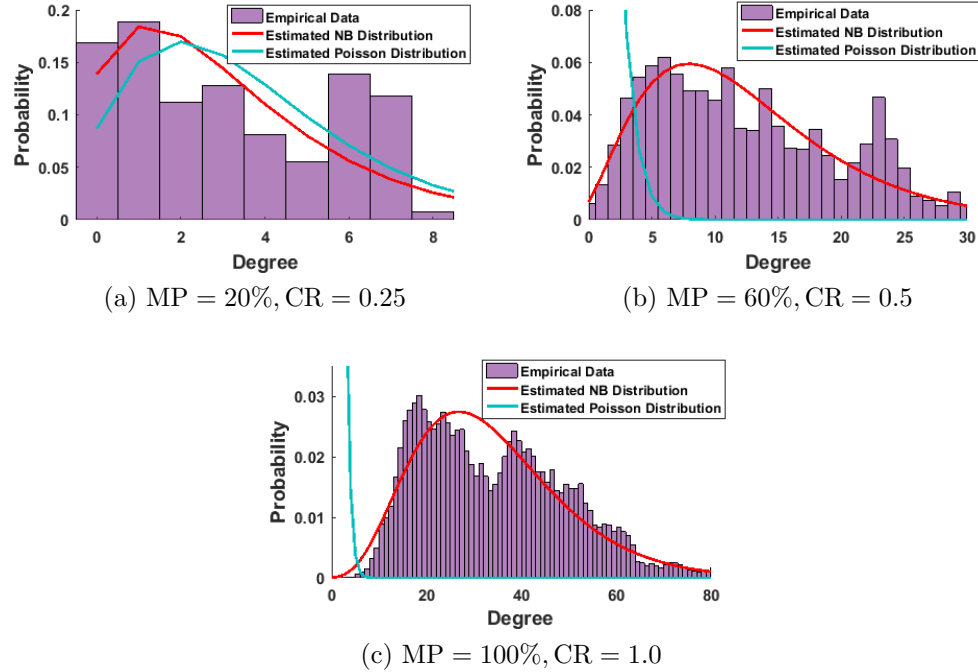 Empirical Data
Estimated NB Distribution
Estimated Poisson Distribution
Probability
0.2
0.15
0.1
0.05
0
0 2 4 6 8
Degree
(a) MP = 20%, CR = 0.25
Empirical Data
Estimated NB Distribution
Estimated Poisson Distribution
Probability
0.08
0.06
0.04
0.02
0
0 5 10 15 20 25 30
Degree
(b) MP = 60%, CR = 0.5
Empirical Data
Estimated NB Distribution
Estimated Poisson Distribution
Probability
0.03
0.02
0.01
0
0 20 40 60 80
Degree
(c) MP = 100%, CR = 1.0